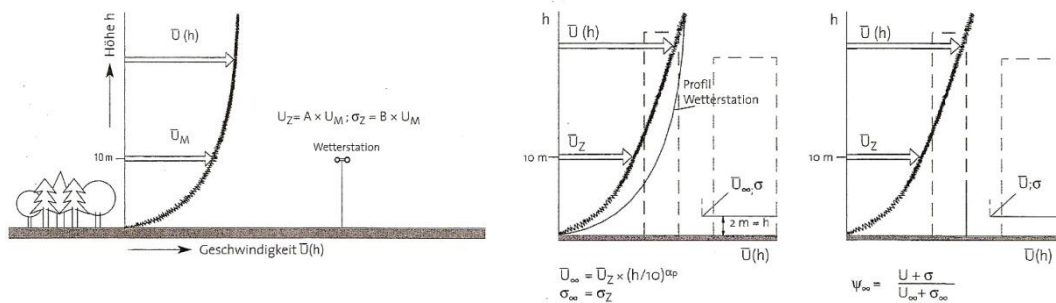 Höhe h
Ū(h)
Ū_M
10 m
U_Z = A × U_M ; σ_Z = B × U_M
Wetterstation
Geschwindigkeit Ū(h)
h
Ū (h)
Profil
Wetterstation
10 m
Ū_Z
Ū_∞;σ
2 m = h
Ū(h)
Ū_∞ = Ū_Z × (h/10)^αp
σ_∞ = σ_Z
h
Ū (h)
10 m
Ū_Z
Ū;σ
Ū(h)
ψ_∞ = U + σ / U_∞ + σ_∞